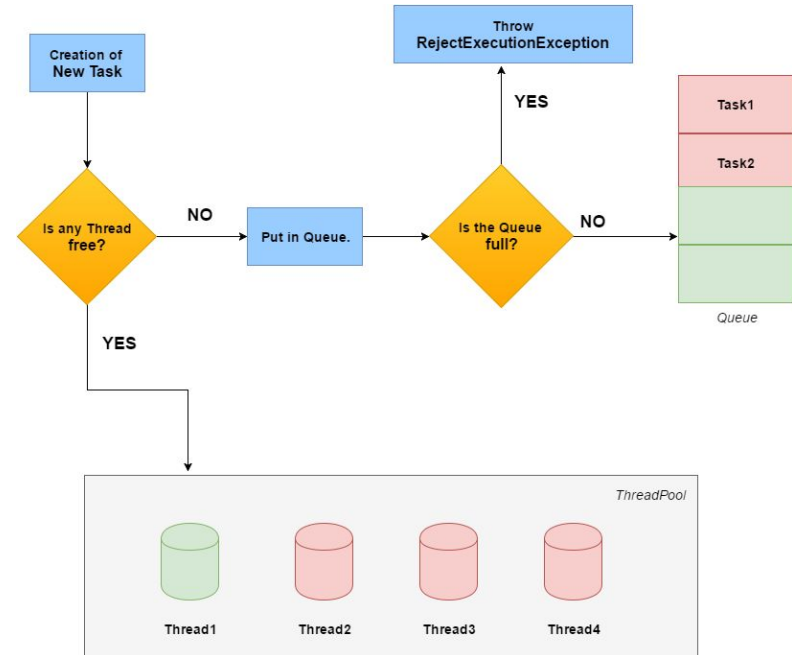 Throw
RejectExecutionException
Creation of
New Task
YES
Task1
Task2
Is any Thread
free?
NO
Put in Queue.
Is the Queue
full?
NO
Queue
YES
ThreadPool
Thread1
Thread2
Thread3
Thread4